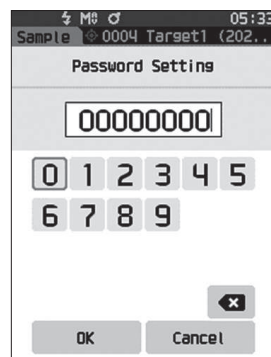 M 05:33
Sample 0004 Target1 (202..
Password Setting
00000000
0 1 2 3 4 5
6 7 8 9
OK Cancel